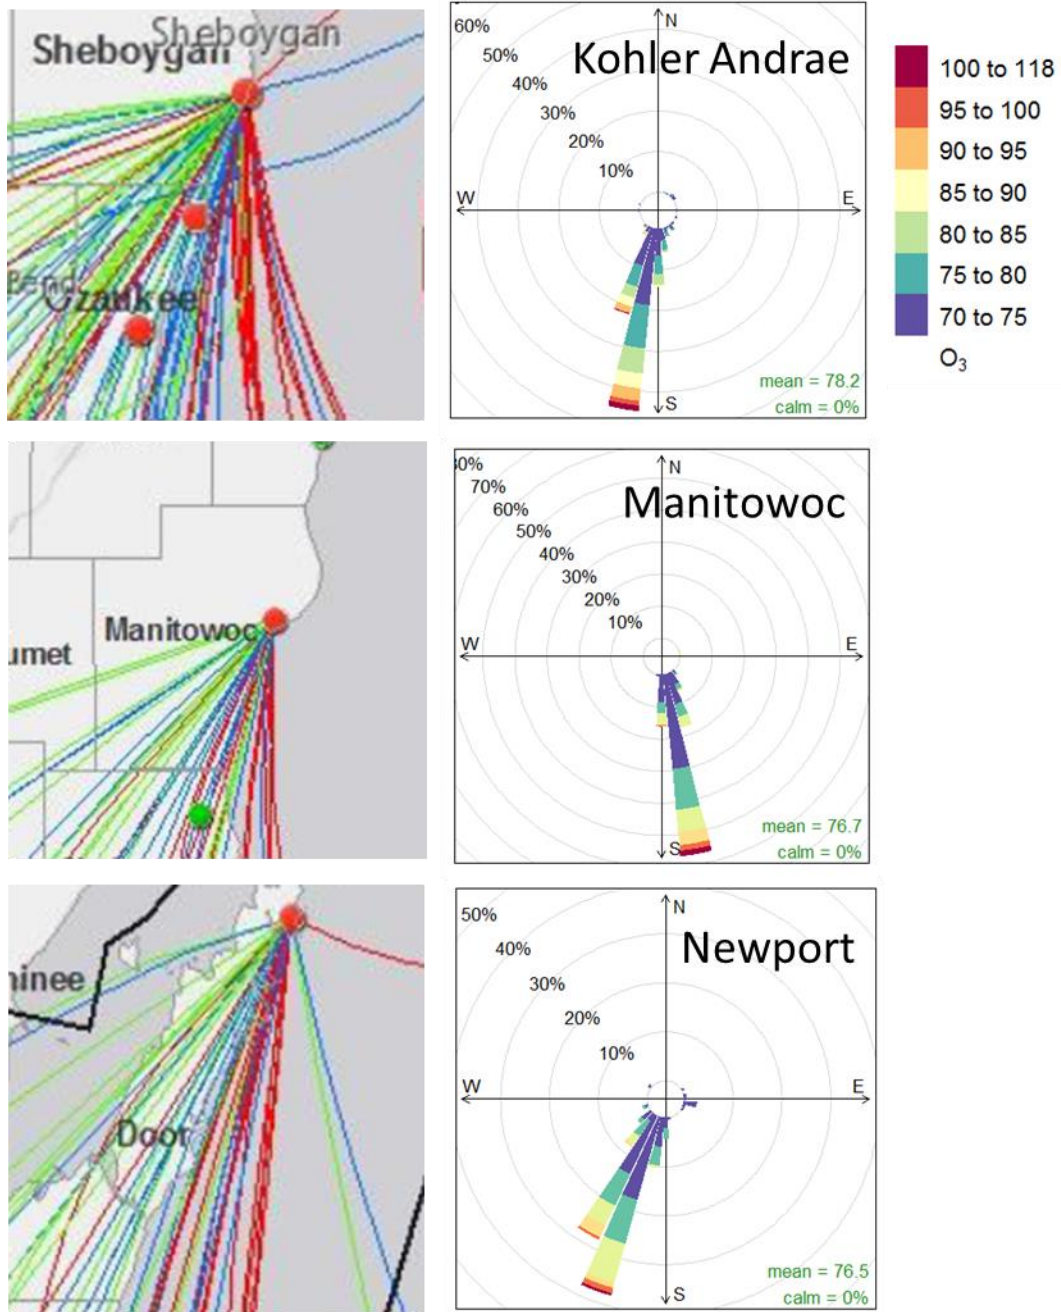 Sheboygan
Sheboygan
Ozaukee
Kohler Andrae
60%
50%
40%
30%
20%
10%
N
W
E
S
mean = 78.2
calm = 0%
100 to 118
95 to 100
90 to 95
85 to 90
80 to 85
75 to 80
70 to 75
O₃
Manitowoc
umet
Manitowoc
70%
60%
50%
40%
30%
20%
10%
N
W
E
S
mean = 76.7
calm = 0%
ninee
Door
Newport
50%
40%
30%
20%
10%
N
W
E
S
mean = 76.5
calm = 0%